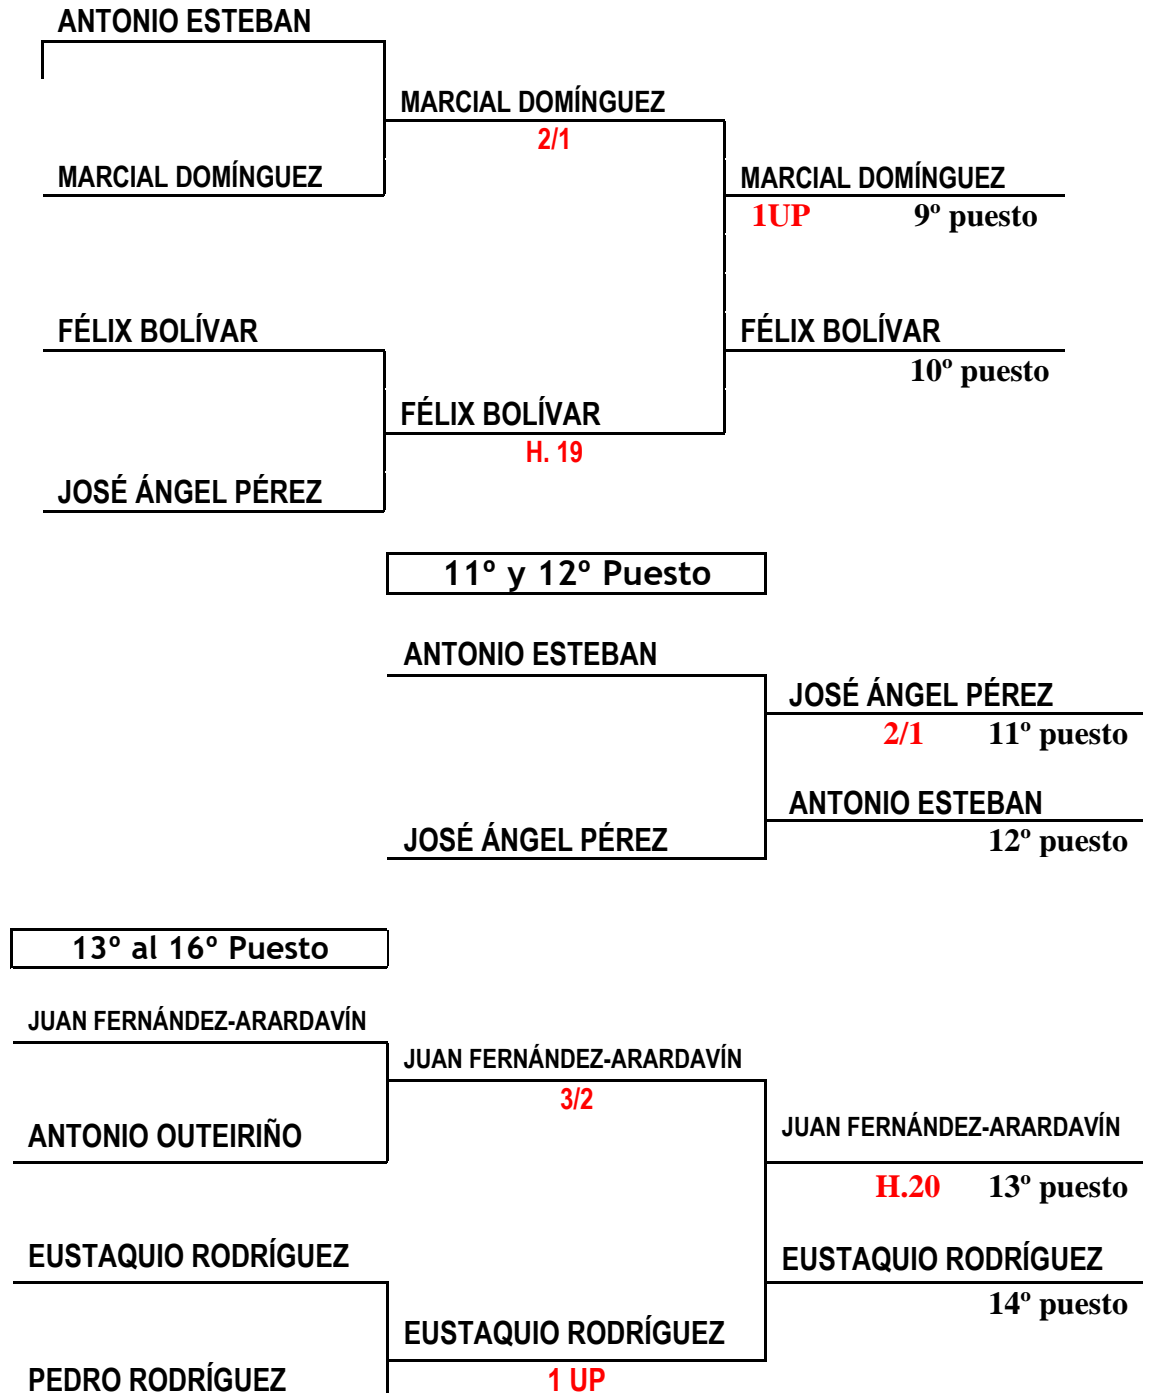 ANTONIO ESTEBAN
MARCIAL DOMÍNGUEZ
2/1
MARCIAL DOMÍNGUEZ
MARCIAL DOMÍNGUEZ
1UP 9º puesto
FÉLIX BOLÍVAR
FÉLIX BOLÍVAR
10º puesto
FÉLIX BOLÍVAR
H. 19
JOSÉ ÁNGEL PÉREZ
11º y 12º Puesto
ANTONIO ESTEBAN
JOSÉ ÁNGEL PÉREZ
2/1 11º puesto
ANTONIO ESTEBAN
JOSÉ ÁNGEL PÉREZ
12º puesto
13º al 16º Puesto
JUAN FERNÁNDEZ-ARARDAVÍN
JUAN FERNÁNDEZ-ARARDAVÍN
3/2
ANTONIO OUTEIRIÑO
JUAN FERNÁNDEZ-ARARDAVÍN
H.20 13º puesto
EUSTAQUIO RODRÍGUEZ
EUSTAQUIO RODRÍGUEZ
14º puesto
EUSTAQUIO RODRÍGUEZ
1 UP
PEDRO RODRÍGUEZ